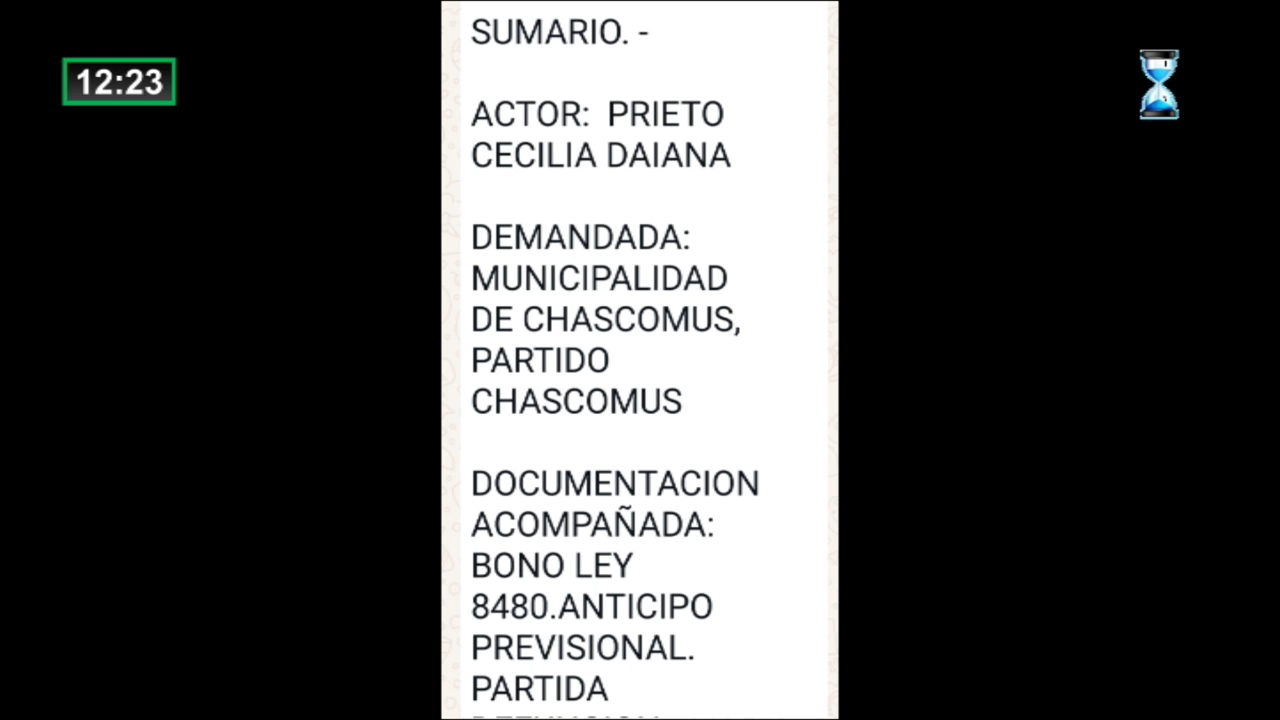 SUMARIO. -
12:23
ACTOR: PRIETO
CECILIA DAIANA
DEMANDADA:
MUNICIPALIDAD
DE CHASCOMUS,
PARTIDO
CHASCOMUS
DOCUMENTACION
ACOMPAÑADA:
BONO LEY
8480.ANTICIPO
PREVISIONAL.
PARTIDA